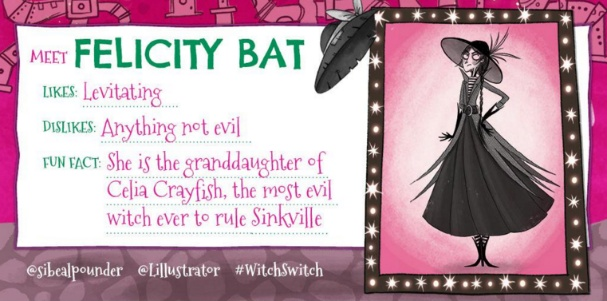 MEET FELICITY BAT
LIKES: Levitating
DISLIKES: Anything not evil
FUN FACT: She is the granddaughter of
Celia Crayfish, the most evil
witch ever to rule Sinkville
@sibealpounder @Lillustrator #WitchSwitch